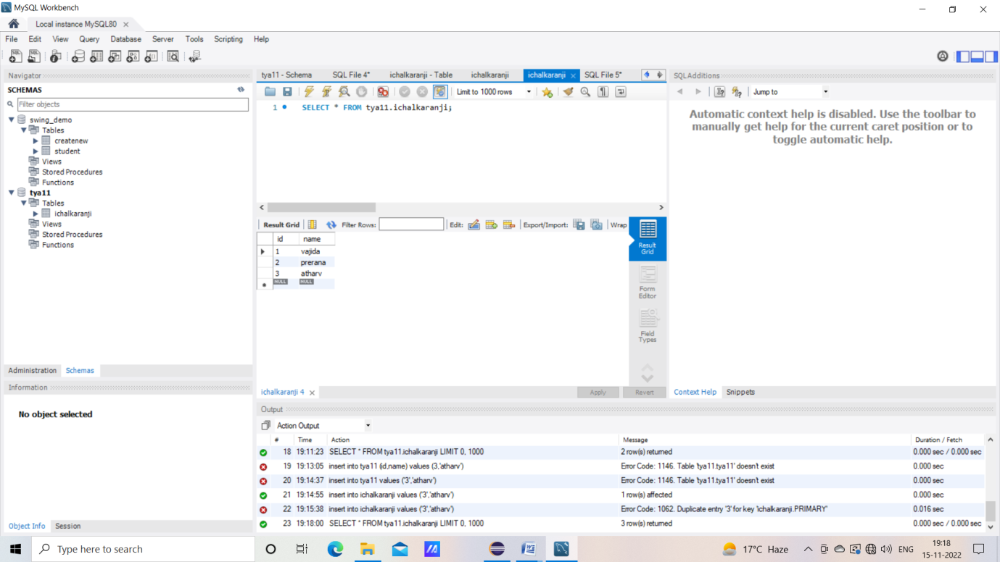 MySQL Workbench
Local instance MySQL80
File Edit View Query Database Server Tools Scripting Help
Navigator
SCHEMAS
Filter objects
swing_demo
Tables
createnew
student
Views
Stored Procedures
Functions
tya11
Tables
ichalkaranji
Views
Stored Procedures
Functions
Administration Schemas
Information
No object selected
Object Info Session
tya11 - Schema SQL File 4* ichalkaranji - Table ichalkaranji ichalkaranji SQL File 5*
Limit to 1000 rows
1 SELECT * FROM tya11.ichalkaranji;
Result Grid Filter Rows: Edit: Export/Import: Wrap
id name
1 vajida
2 prerana
3 atharv
NULL NULL
Result Grid
Form Editor
Field Types
ichalkaranji 4 Apply Revert
SQLAdditions
Jump to
Automatic context help is disabled. Use the toolbar to
manually get help for the current caret position or to
toggle automatic help.
Context Help Snippets
Output
Action Output
# Time Action Message Duration / Fetch
18 19:11:23 SELECT * FROM tya11.ichalkaranji LIMIT 0, 1000 2 row(s) returned 0.000 sec / 0.000 sec
19 19:13:05 insert into tya11 (id,name) values (3,'atharv') Error Code: 1146. Table 'tya11.tya11' doesn't exist 0.000 sec
20 19:14:37 insert into tya11 values ('3','atharv') Error Code: 1146. Table 'tya11.tya11' doesn't exist 0.000 sec
21 19:14:55 insert into ichalkaranji values ('3','atharv') 1 row(s) affected 0.000 sec
22 19:15:38 insert into ichalkaranji values ('3','atharv') Error Code: 1062. Duplicate entry '3' for key 'ichalkaranji.PRIMARY' 0.016 sec
23 19:18:00 SELECT * FROM tya11.ichalkaranji LIMIT 0, 1000 3 row(s) returned 0.000 sec / 0.000 sec
Type here to search
17°C Haze
ENG
19:18
15-11-2022